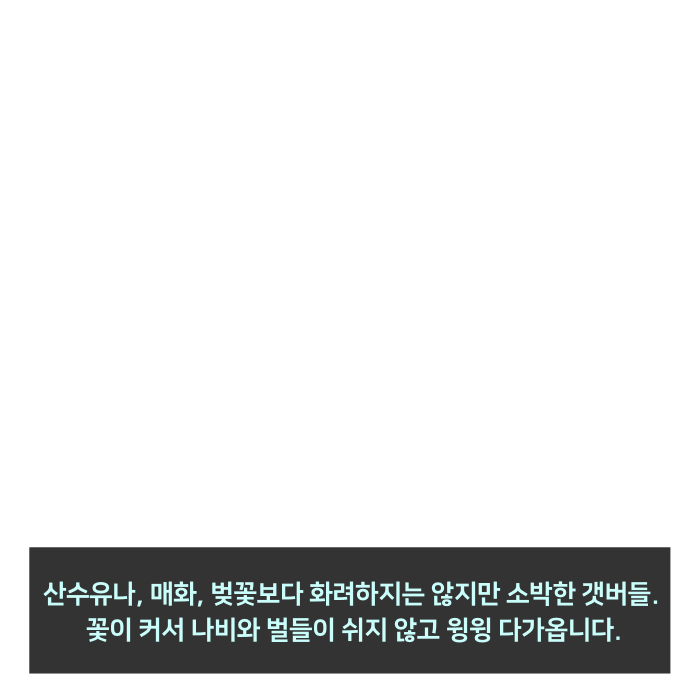 산수유나, 매화, 벚꽃보다 화려하지는 않지만 소박한 갯버들.
꽃이 커서 나비와 벌들이 쉬지 않고 윙윙 다가옵니다.